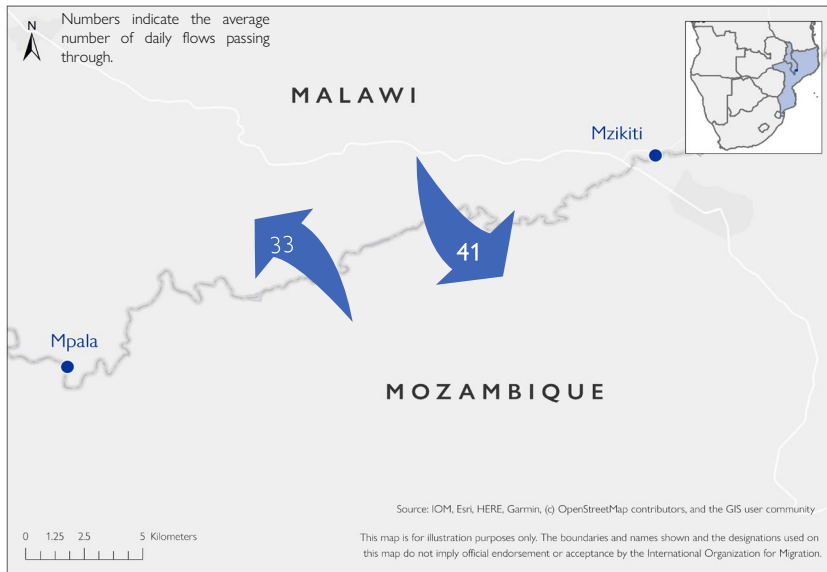 N
Numbers indicate the average
number of daily flows passing
through.
MALAWI
Mzikiti
33
41
Mpala
MOZAMBIQUE
Source: IOM, Esri, HERE, Garmin, (c) OpenStreetMap contributors, and the GIS user community
0 1.25 2.5 5 Kilometers
This map is for illustration purposes only. The boundaries and names shown and the designations used on
this map do not imply official endorsement or acceptance by the International Organization for Migration.